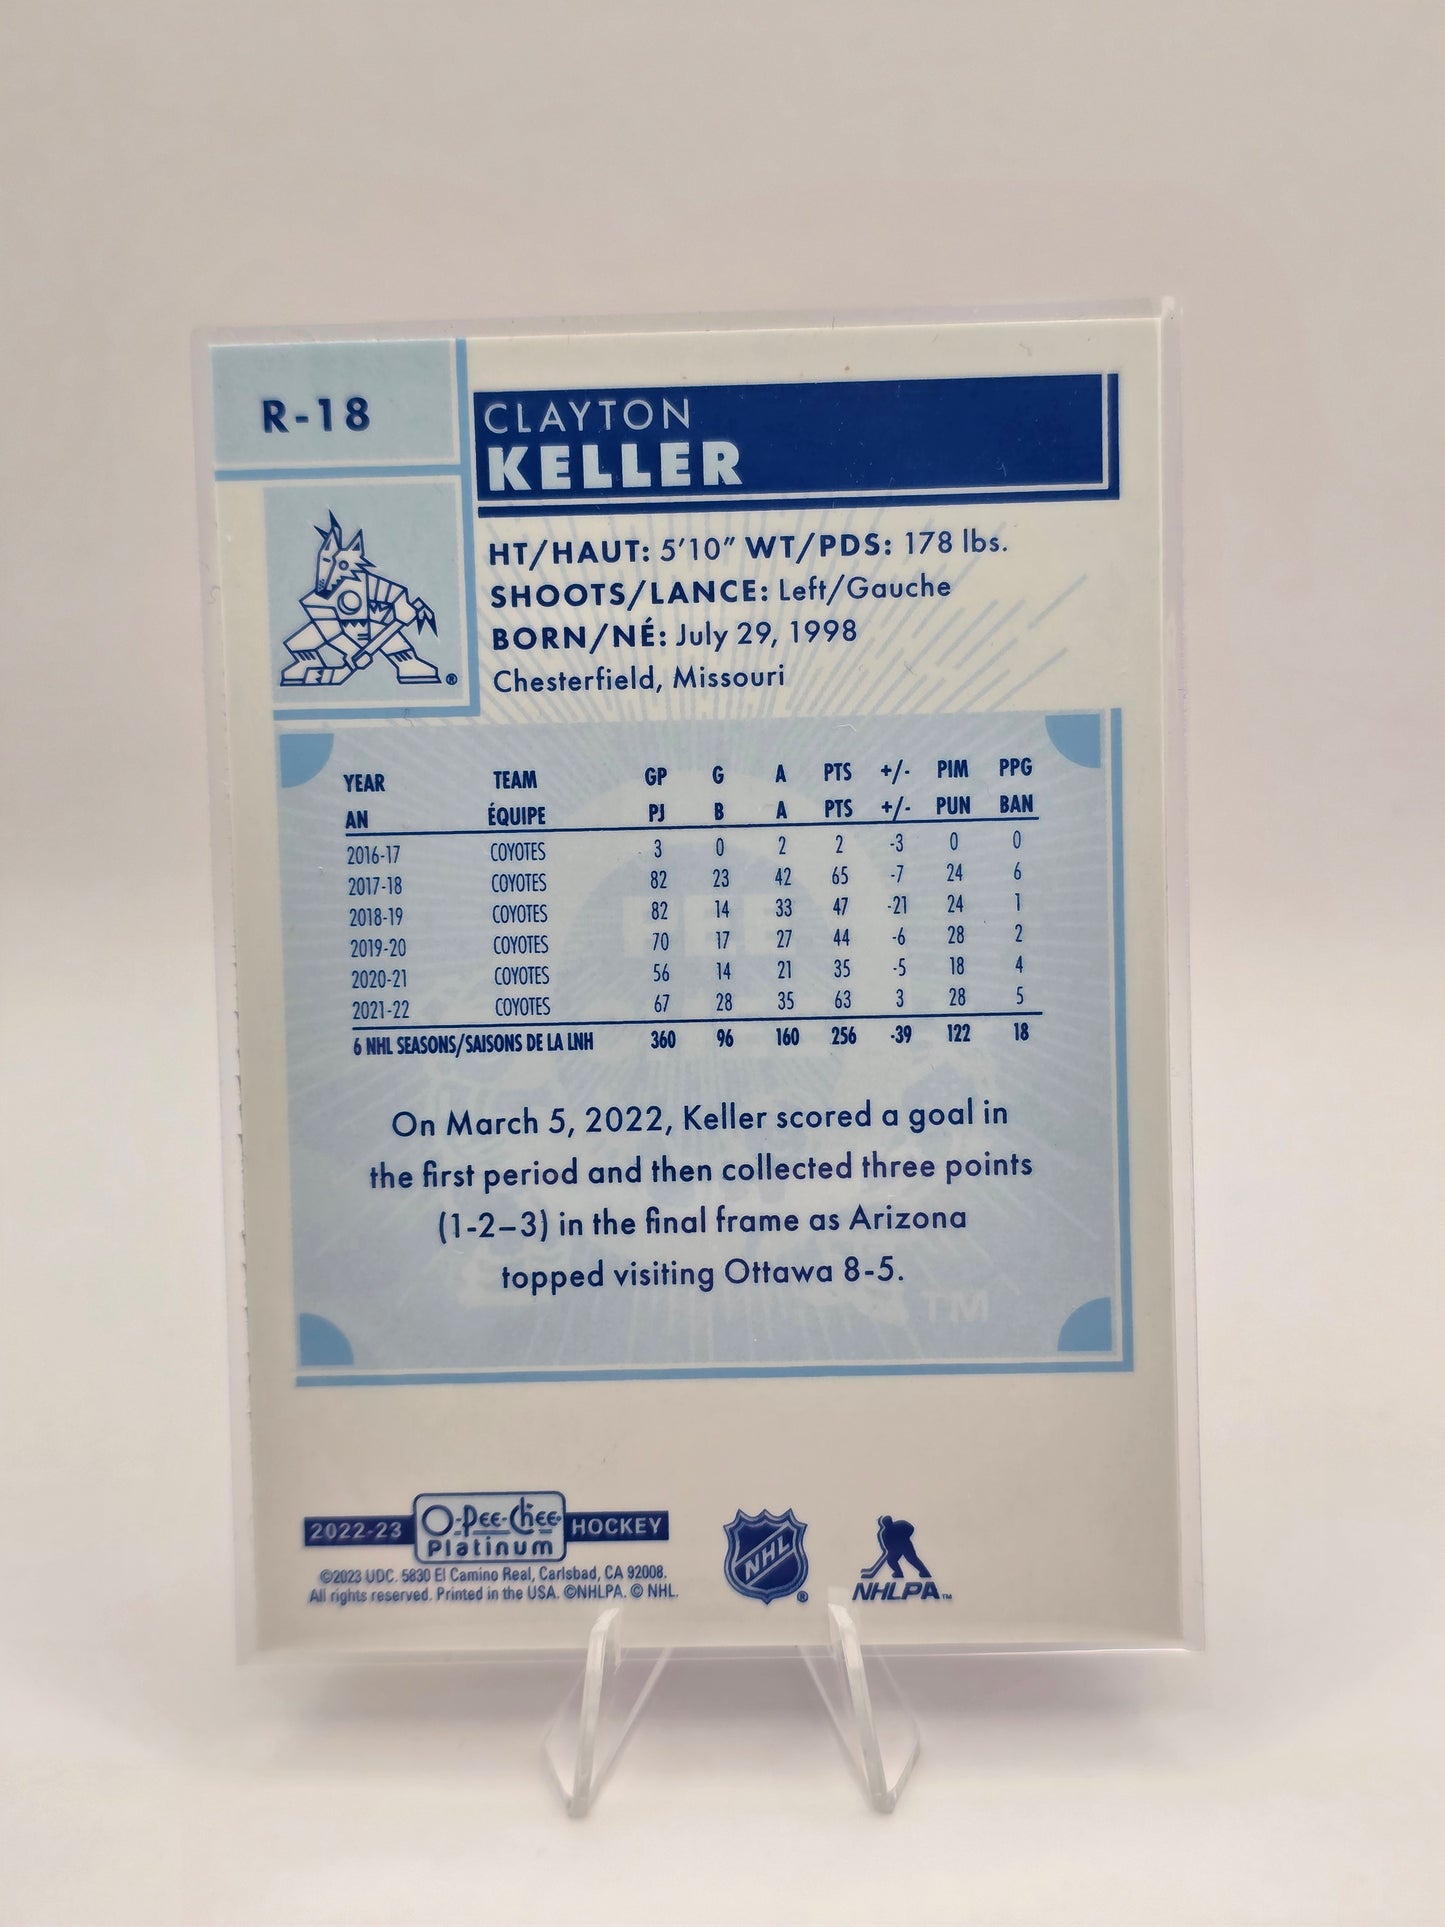 R-18
CLAYTON
KELLER
HT/HAUT: 5'10" WT/PDS: 178 lbs.
SHOOTS/LANCE: Left/Gauche
BORN/NÉ: July 29, 1998
Chesterfield, Missouri
®
YEAR TEAM GP G A PTS +/- PIM PPG
AN ÉQUIPE PJ B A PTS +/- PUN BAN
2016-17 COYOTES 3 0 2 2 -3 0 0
2017-18 COYOTES 82 23 42 65 -7 24 6
2018-19 COYOTES 82 14 33 47 -21 24 1
2019-20 COYOTES 70 17 27 44 -6 28 2
2020-21 COYOTES 56 14 21 35 -5 18 4
2021-22 COYOTES 67 28 35 63 3 28 5
6 NHL SEASONS/SAISONS DE LA LNH 360 96 160 256 -39 122 18
On March 5, 2022, Keller scored a goal in
the first period and then collected three points
(1-2–3) in the final frame as Arizona
topped visiting Ottawa 8-5.
TM
2022-23 O-Pee-Chee Platinum HOCKEY
©2023 UDC. 5830 El Camino Real, Carlsbad, CA 92008.
All rights reserved. Printed in the USA. ©NHLPA. © NHL.
NHL ®
NHLPA™